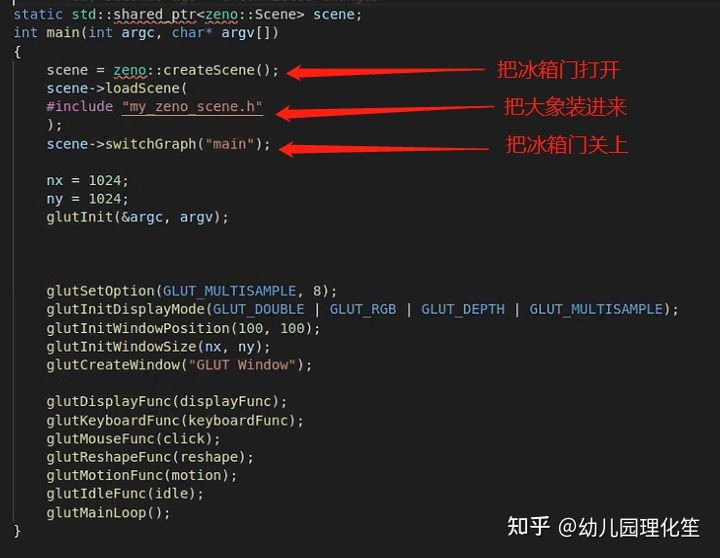 static std::shared_ptr<zeno::Scene> scene;
int main(int argc, char* argv[])
{
scene = zeno::createScene(); 把冰箱门打开
scene->loadScene(
#include "my_zeno_scene.h" 把大象装进来
);
scene->switchGraph("main"); 把冰箱门关上
nx = 1024;
ny = 1024;
glutInit(&argc, argv);
glutSetOption(GLUT_MULTISAMPLE, 8);
glutInitDisplayMode(GLUT_DOUBLE | GLUT_RGB | GLUT_DEPTH | GLUT_MULTISAMPLE);
glutInitWindowPosition(100, 100);
glutInitWindowSize(nx, ny);
glutCreateWindow("GLUT Window");
glutDisplayFunc(displayFunc);
glutKeyboardFunc(keyboardFunc);
glutMouseFunc(click);
glutReshapeFunc(reshape);
glutMotionFunc(motion);
glutIdleFunc(idle);
glutMainLoop();
}
知乎 @幼儿园理化笙